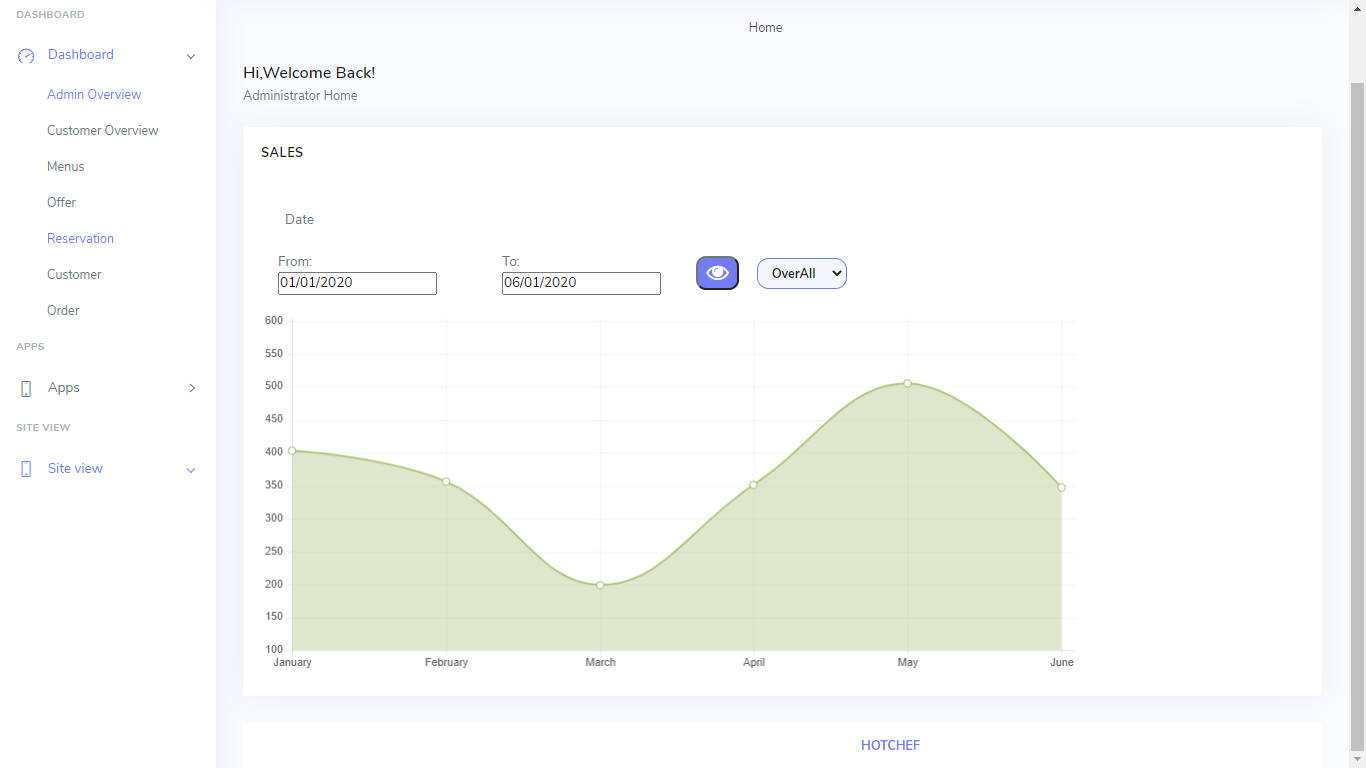 DASHBOARD
Dashboard
Admin Overview
Customer Overview
Menus
Offer
Reservation
Customer
Order
APPS
Apps
SITE VIEW
Site view
Home
Hi,Welcome Back!
Administrator Home
SALES
Date
From:
01/01/2020
To:
06/01/2020
OverAll
600
550
500
450
400
350
300
250
200
150
100
January February March April May June
HOTCHEF